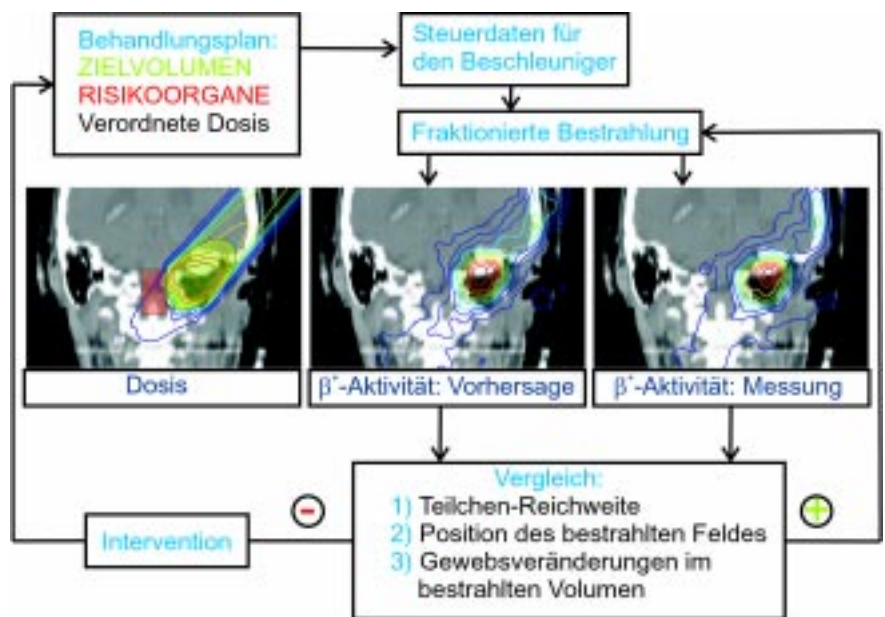 Behandlungsplan:
ZIELVOLUMEN
RISIKOORGANE
Verordnete Dosis
Steuerdaten für
den Beschleuniger
Fraktionierte Bestrahlung
Dosis
β⁺-Aktivität: Vorhersage
β⁺-Aktivität: Messung
Vergleich:
1) Teilchen-Reichweite
2) Position des bestrahlten Feldes
3) Gewebsveränderungen im
bestrahlten Volumen
−
+
Intervention